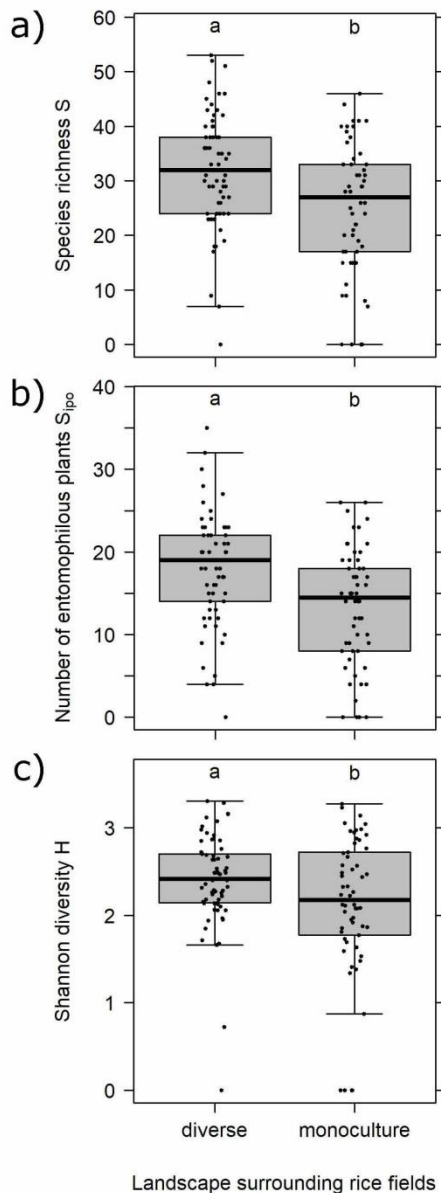 a)
Species richness S
60
50
40
30
20
10
0
a b
b)
Number of entomophilous plants Sipo
40
30
20
10
0
a b
c)
Shannon diversity H
3
2
1
0
a b
diverse monoculture
Landscape surrounding rice fields